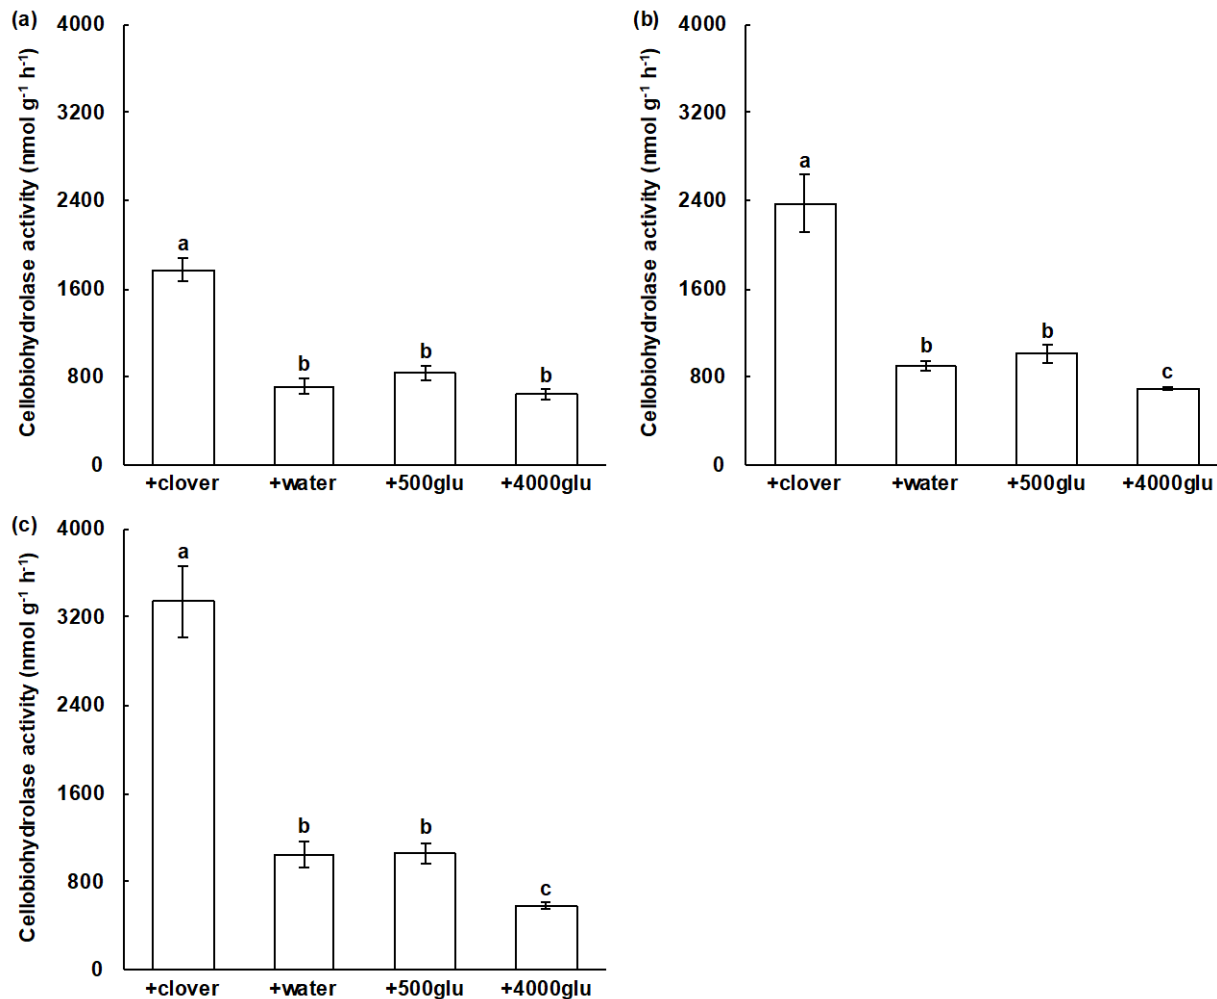 (a)
Cellobiohydrolase activity (nmol g⁻¹ h⁻¹)
4000
3200
2400
1600
800
0
a
b
b
b
+clover +water +500glu +4000glu
(b)
Cellobiohydrolase activity (nmol g⁻¹ h⁻¹)
4000
3200
2400
1600
800
0
a
b
b
c
+clover +water +500glu +4000glu
(c)
Cellobiohydrolase activity (nmol g⁻¹ h⁻¹)
4000
3200
2400
1600
800
0
a
b
b
c
+clover +water +500glu +4000glu